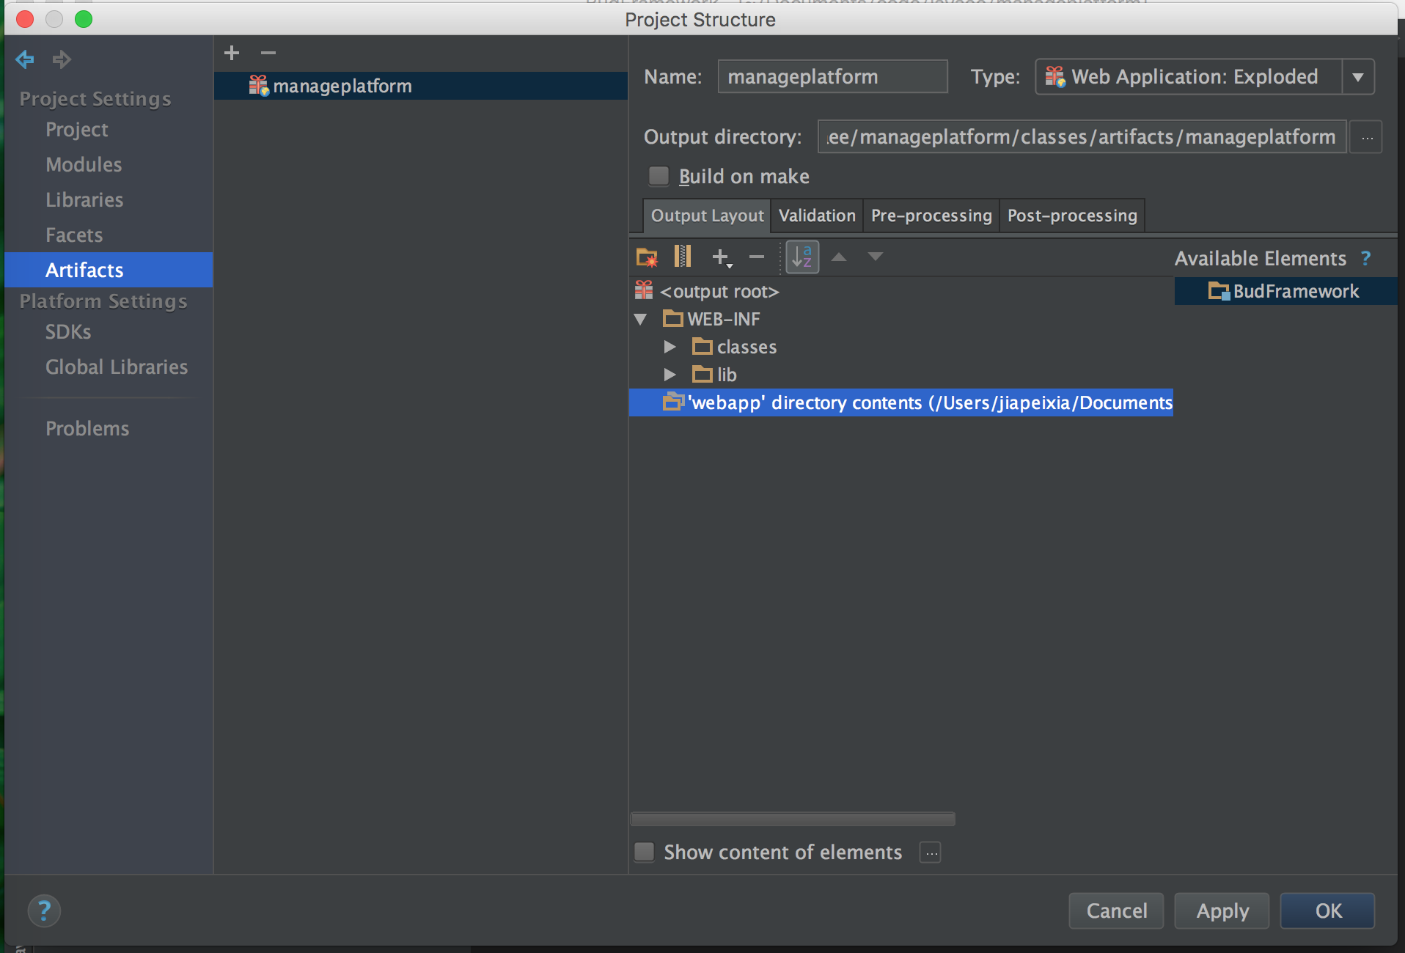 Project Structure
Project Settings
Project
Modules
Libraries
Facets
Artifacts
Platform Settings
SDKs
Global Libraries
Problems
manageplatform
Name: manageplatform Type: Web Application: Exploded
Output directory: ee/manageplatform/classes/artifacts/manageplatform ...
Build on make
Output Layout Validation Pre-processing Post-processing
Available Elements ?
<output root>
BudFramework
WEB-INF
classes
lib
'webapp' directory contents (/Users/jiapeixia/Documents
Show content of elements ...
? Cancel Apply OK